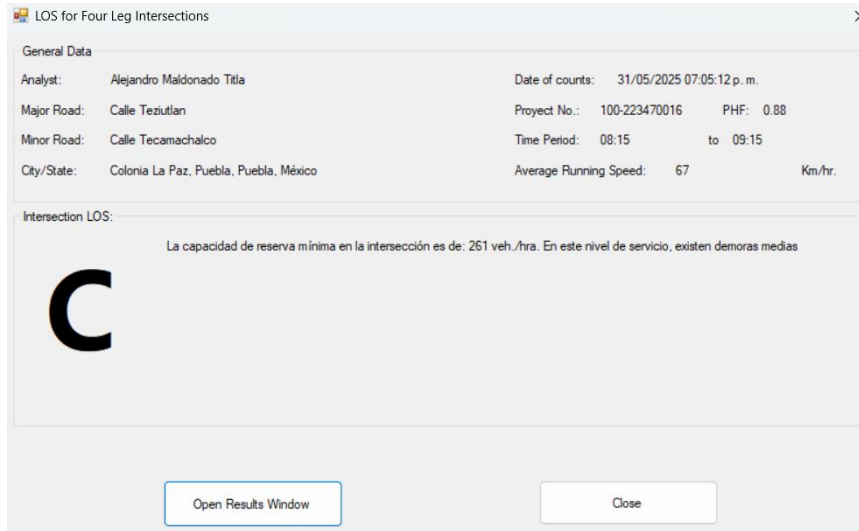 LOS for Four Leg Intersections
General Data
Analyst: Alejandro Maldonado Titla Date of counts: 31/05/2025 07:05:12 p. m.
Major Road: Calle Teziutlan Proyect No.: 100-223470016 PHF: 0.88
Minor Road: Calle Tecamachalco Time Period: 08:15 to 09:15
City/State: Colonia La Paz, Puebla, Puebla, México Average Running Speed: 67 Km/hr.
Intersection LOS:
La capacidad de reserva mínima en la intersección es de: 261 veh./hra. En este nivel de servicio, existen demoras medias
C
Open Results Window Close